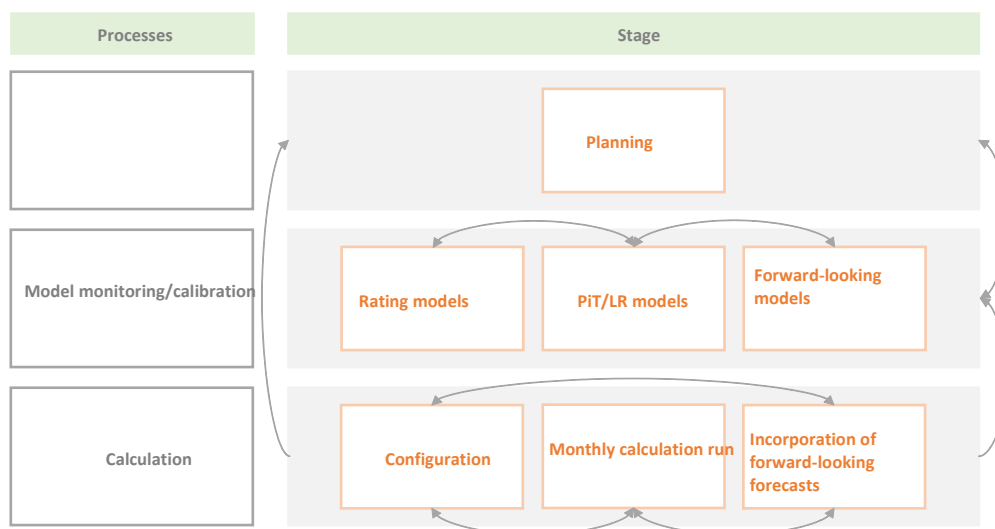 Processes
Stage
Planning
Model monitoring/calibration
Rating models
PiT/LR models
Forward-looking
models
Calculation
Configuration
Monthly calculation run
Incorporation of
forward-looking
forecasts